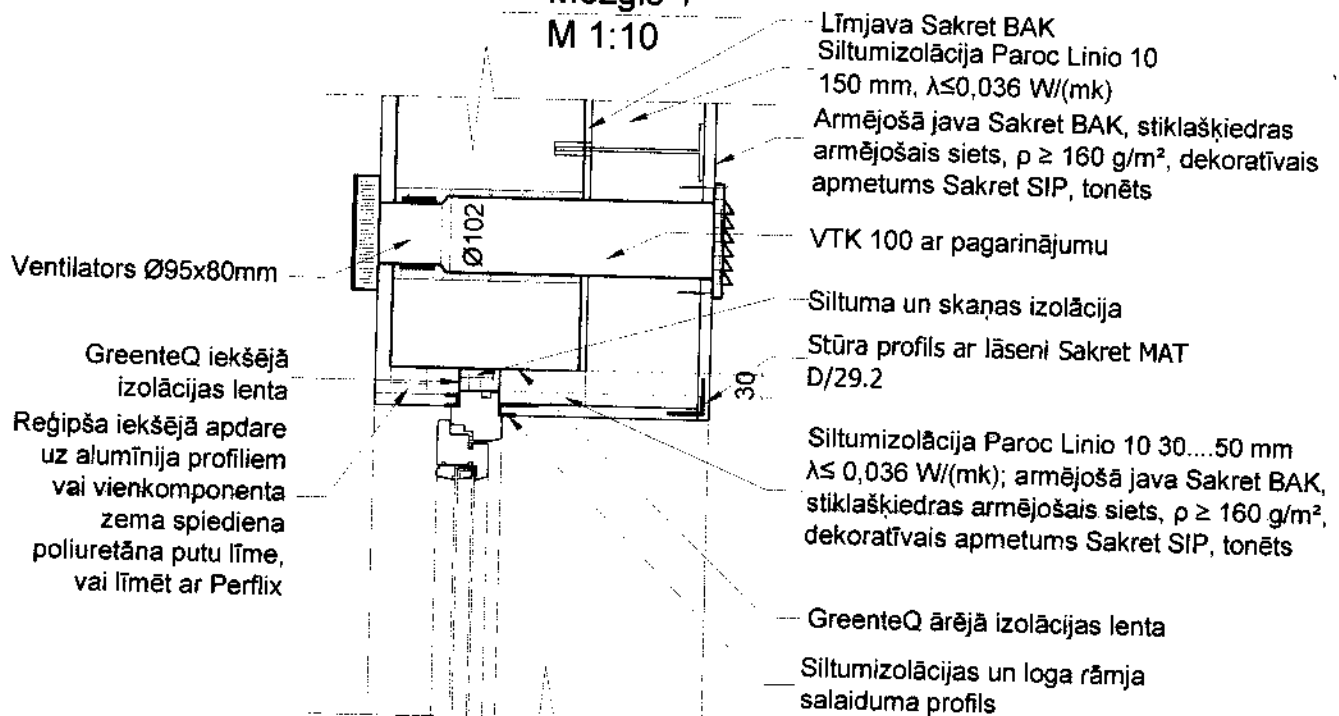 M 1:10
Līmjava Sakret BAK
Siltumizolācija Paroc Linio 10
150 mm, λ≤0,036 W/(mk)
Armējošā java Sakret BAK, stiklašķiedras
armējošais siets, ρ ≥ 160 g/m², dekoratīvais
apmetums Sakret SIP, tonēts
Ø102
VTK 100 ar pagarinājumu
Ventilators Ø95x80mm
Siltuma un skaņas izolācija
GreenteQ iekšējā
izolācijas lenta
Stūra profils ar lāseni Sakret MAT
D/29.2
30
Reģipša iekšējā apdare
uz alumīnija profiliem
vai vienkomponenta
zema spiediena
poliuretāna putu līme,
vai līmēt ar Perflix
Siltumizolācija Paroc Linio 10 30....50 mm
λ≤ 0,036 W/(mk); armējošā java Sakret BAK,
stiklašķiedras armējošais siets, ρ ≥ 160 g/m²,
dekoratīvais apmetums Sakret SIP, tonēts
GreenteQ ārējā izolācijas lenta
Siltumizolācijas un loga rāmja
salaiduma profils